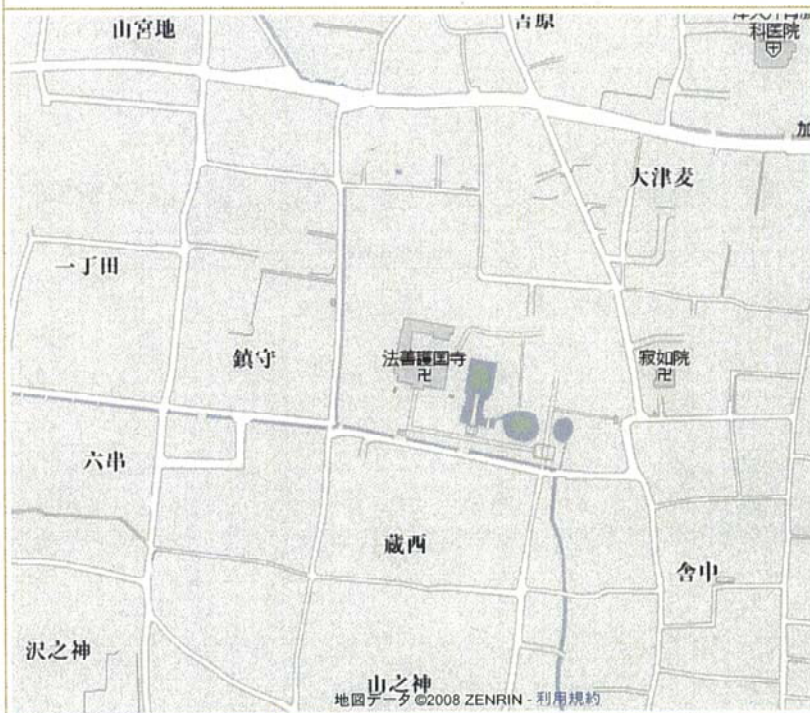 山宮地
吉原
科医院
加
大津麦
一丁田
鎮守
法善護国寺
卍
寂如院
卍
六串
蔵西
舎中
沢之神
山之神
地図データ ©2008 ZENRIN - 利用規約